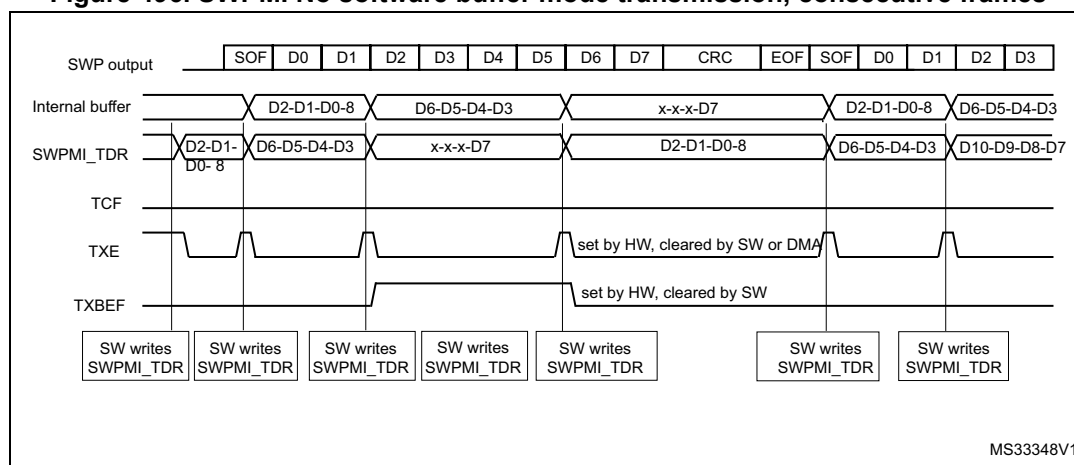 Figure SWPMI No software buffer mode transmission, consecutive frames
SWP output SOF D0 D1 D2 D3 D4 D5 D6 D7 CRC EOF SOF D0 D1 D2 D3
Internal buffer D2-D1-D0-8 D6-D5-D4-D3 x-x-x-D7 D2-D1-D0-8 D6-D5-D4-D3
SWPMI_TDR D2-D1- D6-D5-D4-D3 x-x-x-D7 D2-D1-D0-8 D6-D5-D4-D3 D10-D9-D8-D7
D0- 8
TCF
TXE set by HW, cleared by SW or DMA
TXBEF set by HW, cleared by SW
SW writes SW writes SW writes SW writes SW writes SW writes SW writes
SWPMI_TDR SWPMI_TDR SWPMI_TDR SWPMI_TDR SWPMI_TDR SWPMI_TDR SWPMI_TDR
MS33348V1